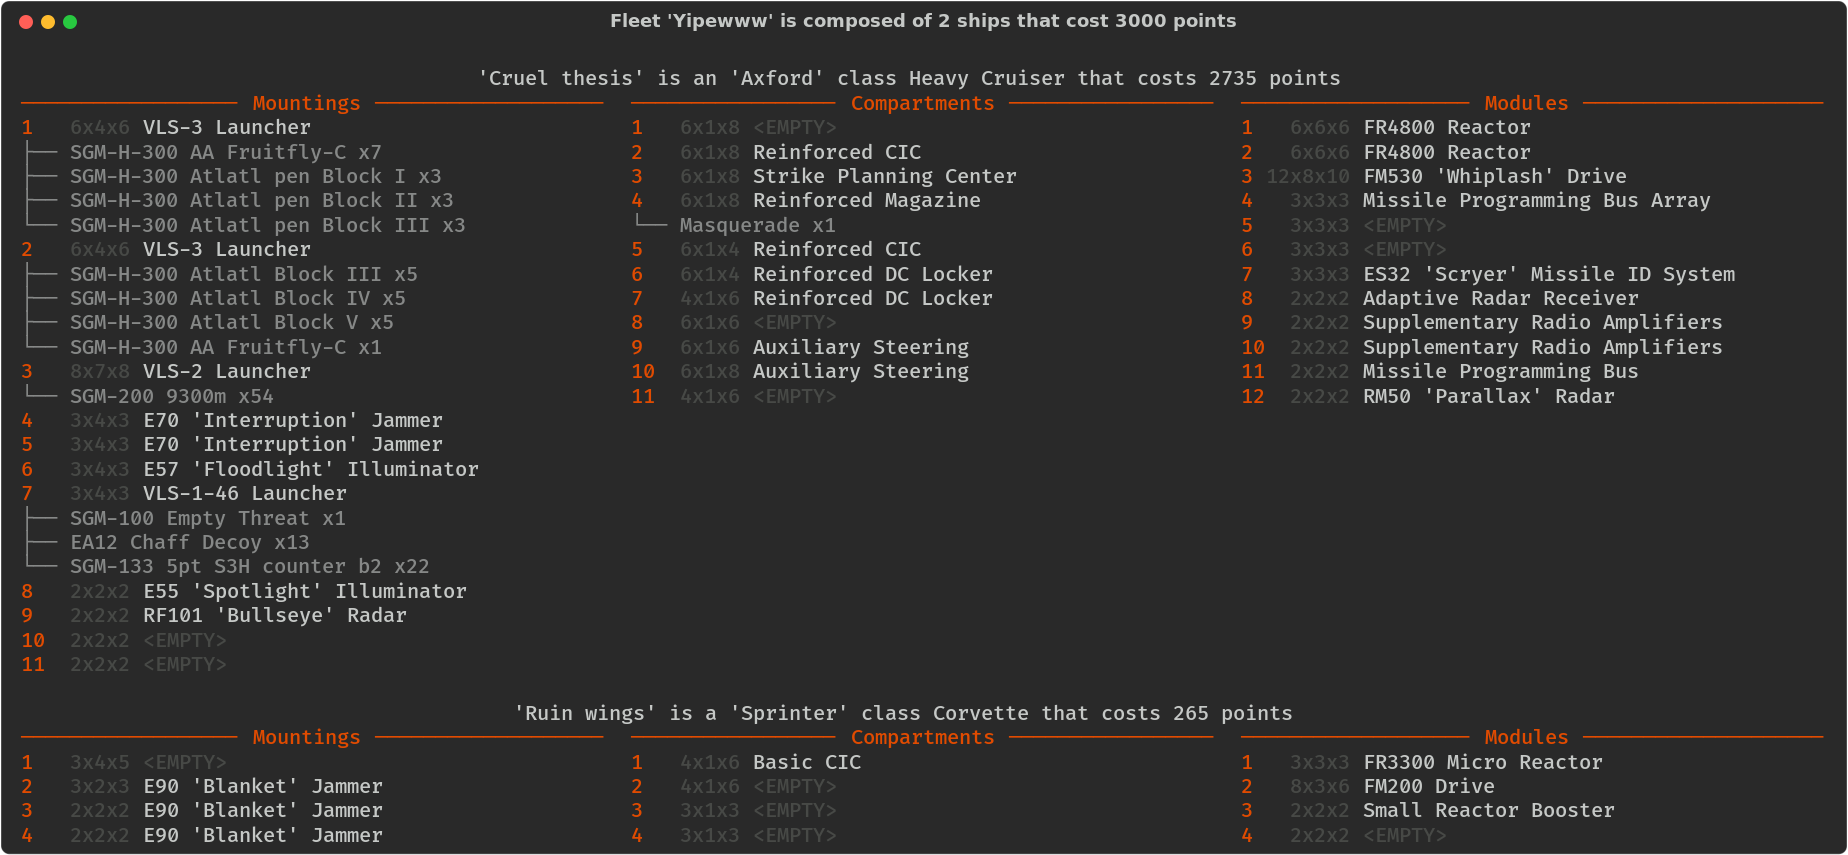 Fleet 'Yipewww' is composed of 2 ships that cost 3000 points
'Cruel thesis' is an 'Axford' class Heavy Cruiser that costs 2735 points
Mountings
1 6x4x6 VLS-3 Launcher
SGM-H-300 AA Fruitfly-C x7
SGM-H-300 Atlatl pen Block I x3
SGM-H-300 Atlatl pen Block II x3
SGM-H-300 Atlatl pen Block III x3
2 6x4x6 VLS-3 Launcher
SGM-H-300 Atlatl Block III x5
SGM-H-300 Atlatl Block IV x5
SGM-H-300 Atlatl Block V x5
SGM-H-300 AA Fruitfly-C x1
3 8x7x8 VLS-2 Launcher
SGM-200 9300m x54
4 3x4x3 E70 'Interruption' Jammer
5 3x4x3 E70 'Interruption' Jammer
6 3x4x3 E57 'Floodlight' Illuminator
7 3x4x3 VLS-1-46 Launcher
SGM-100 Empty Threat x1
EA12 Chaff Decoy x13
SGM-133 5pt S3H counter b2 x22
8 2x2x2 E55 'Spotlight' Illuminator
9 2x2x2 RF101 'Bullseye' Radar
10 2x2x2 <EMPTY>
11 2x2x2 <EMPTY>
Compartments
1 6x1x8 <EMPTY>
2 6x1x8 Reinforced CIC
3 6x1x8 Strike Planning Center
4 6x1x8 Reinforced Magazine
Masquerade x1
5 6x1x4 Reinforced CIC
6 6x1x4 Reinforced DC Locker
7 4x1x6 Reinforced DC Locker
8 6x1x6 <EMPTY>
9 6x1x6 Auxiliary Steering
10 6x1x8 Auxiliary Steering
11 4x1x6 <EMPTY>
Modules
1 6x6x6 FR4800 Reactor
2 6x6x6 FR4800 Reactor
3 12x8x10 FM530 'Whiplash' Drive
4 3x3x3 Missile Programming Bus Array
5 3x3x3 <EMPTY>
6 3x3x3 <EMPTY>
7 3x3x3 ES32 'Scryer' Missile ID System
8 2x2x2 Adaptive Radar Receiver
9 2x2x2 Supplementary Radio Amplifiers
10 2x2x2 Supplementary Radio Amplifiers
11 2x2x2 Missile Programming Bus
12 2x2x2 RM50 'Parallax' Radar
'Ruin wings' is a 'Sprinter' class Corvette that costs 265 points
Mountings
1 3x4x5 <EMPTY>
2 3x2x3 E90 'Blanket' Jammer
3 2x2x2 E90 'Blanket' Jammer
4 2x2x2 E90 'Blanket' Jammer
Compartments
1 4x1x6 Basic CIC
2 4x1x6 <EMPTY>
3 3x1x3 <EMPTY>
4 3x1x3 <EMPTY>
Modules
1 3x3x3 FR3300 Micro Reactor
2 8x3x6 FM200 Drive
3 2x2x2 Small Reactor Booster
4 2x2x2 <EMPTY>